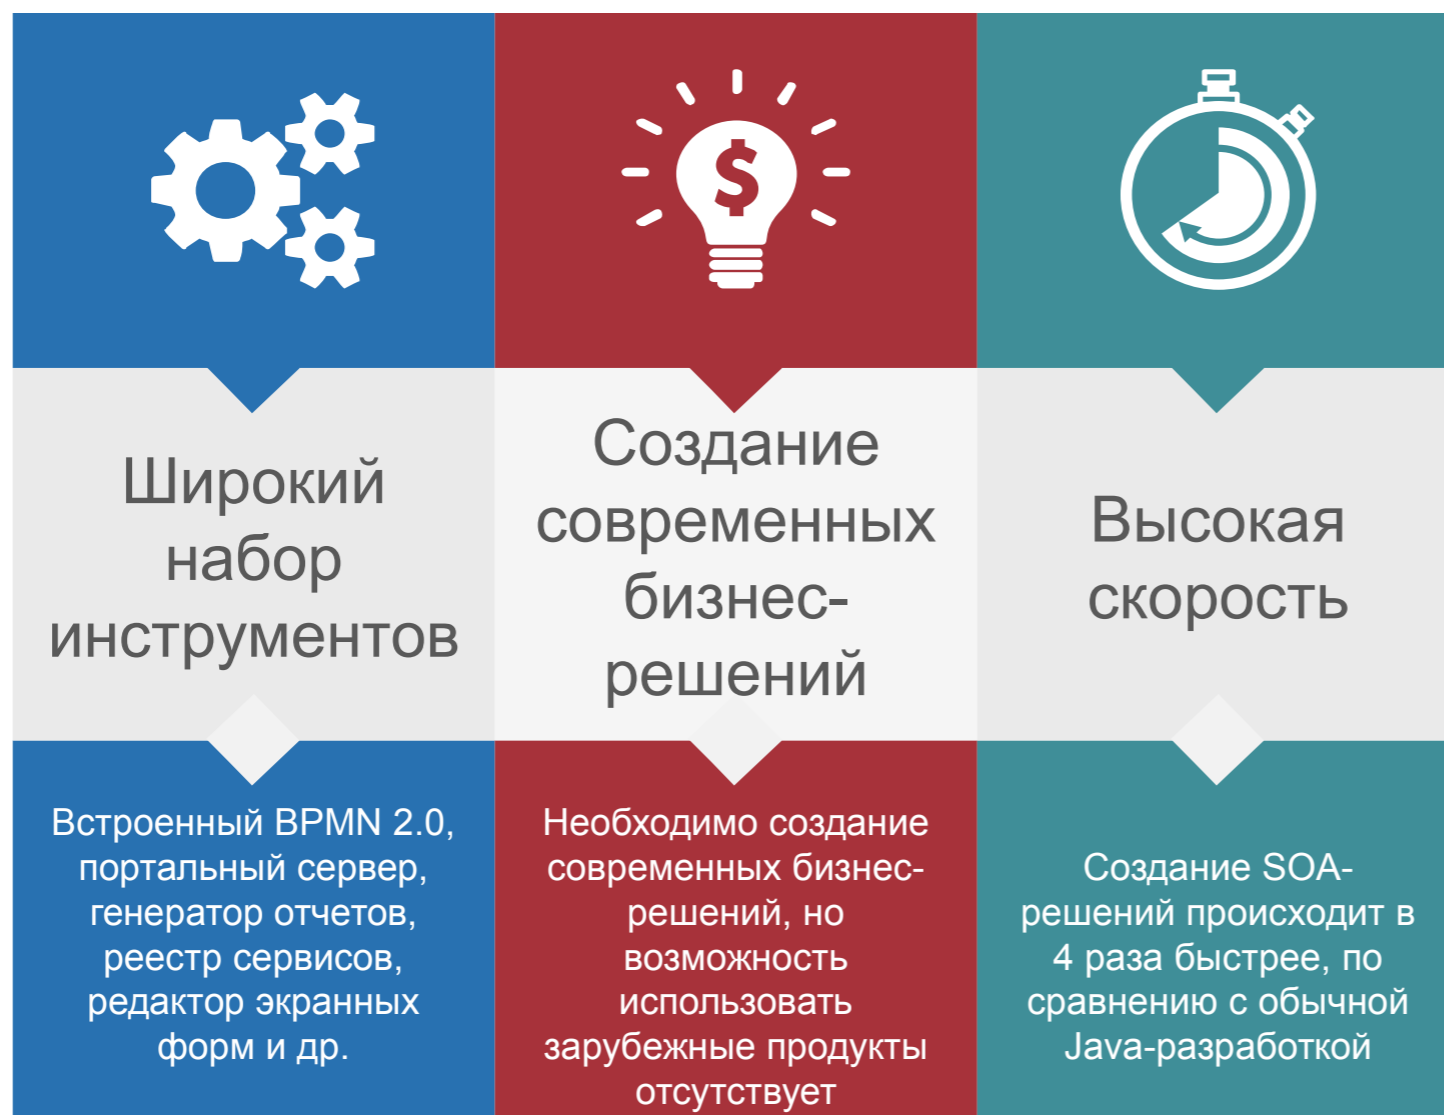 $
Широкий
набор
инструментов
Создание
современных
бизнес-
решений
Высокая
скорость
Встроенный BPMN 2.0,
портальный сервер,
генератор отчетов,
реестр сервисов,
редактор экранных
форм и др.
Необходимо создание
современных бизнес-
решений, но
возможность
использовать
зарубежные продукты
отсутствует
Создание SOA-
решений происходит в
4 раза быстрее, по
сравнению с обычной
Java-разработкой